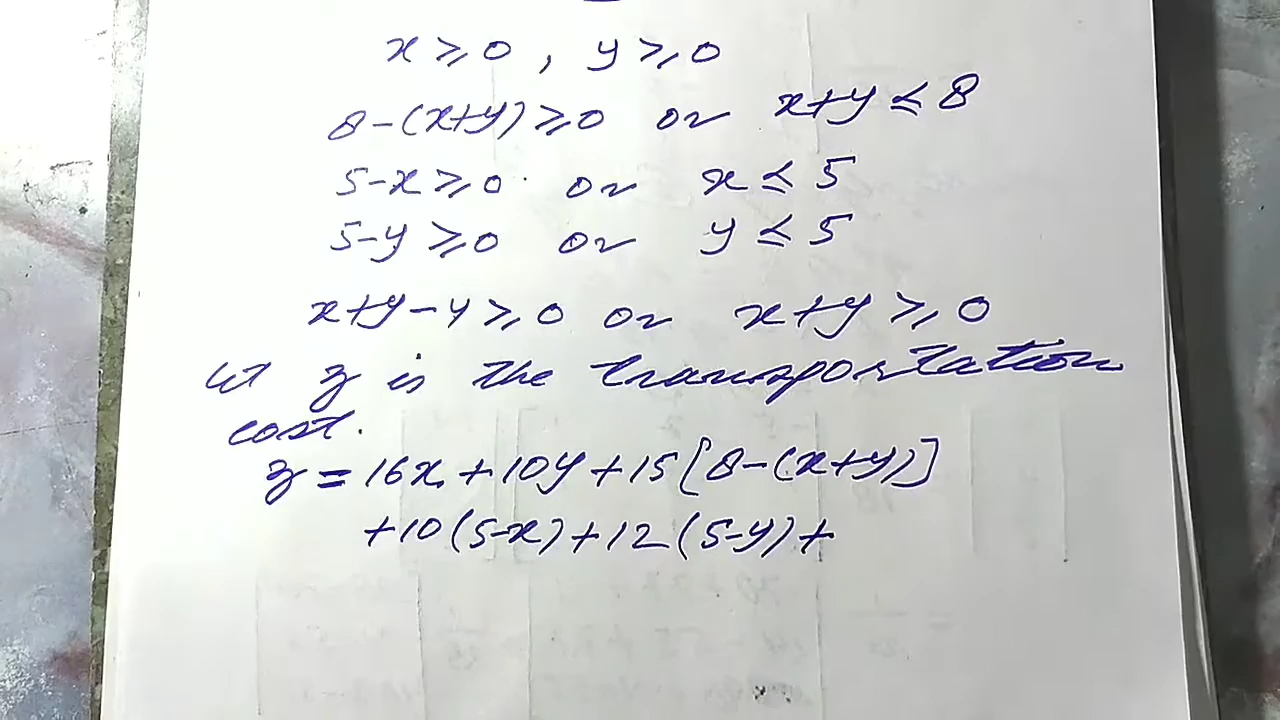 x ≥ 0 , y ≥ 0
8-(x+y) ≥ 0 or x+y ≤ 8
5-x ≥ 0 or x ≤ 5
5-y ≥ 0 or y ≤ 5
x+y-4 ≥ 0 or x+y ≥ 0
Let z is the transportation
cost.
z = 16x + 10y + 15[8-(x+y)]
+10(5-x)+12(5-y)+